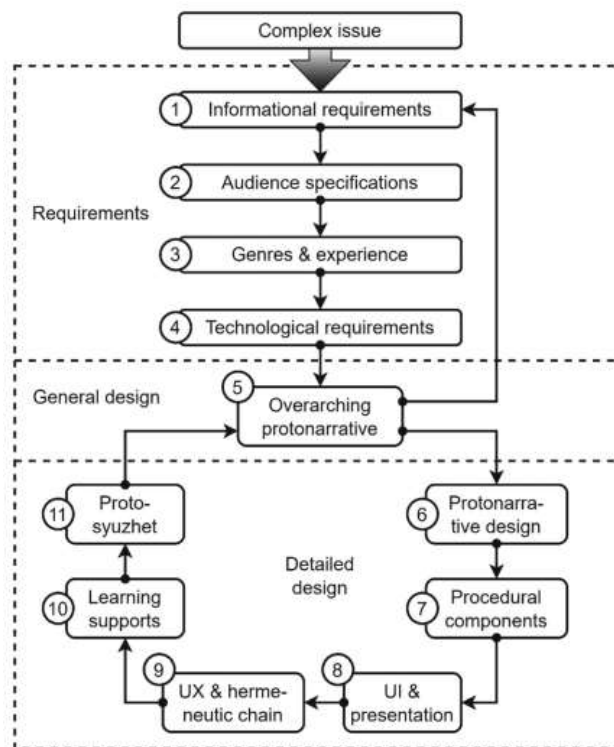 Complex issue
1 Informational requirements
2 Audience specifications
Requirements
3 Genres & experience
4 Technological requirements
5
General design
Overarching
protonarrative
11
Proto-
syuzhet
6
Protonarra-
tive design
Detailed
design
10
Learning
supports
7
Procedural
components
9
UX & herme-
neutic chain
8
UI &
presentation